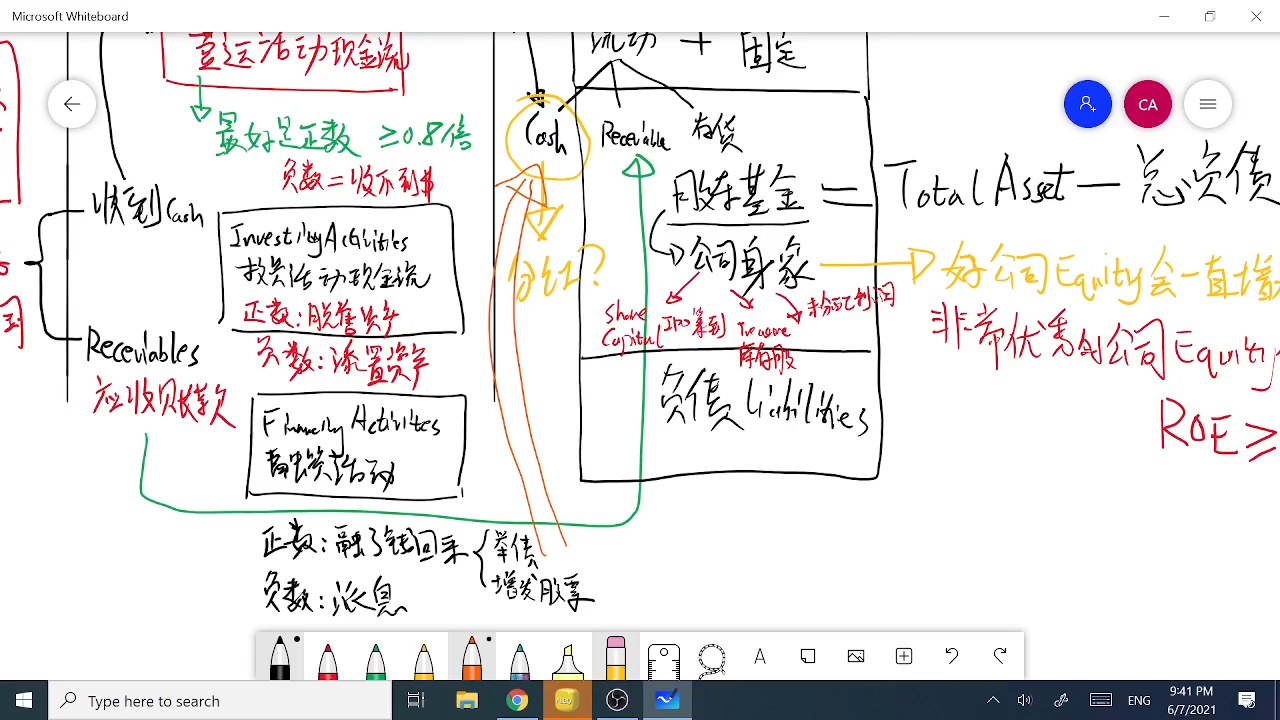 Microsoft Whiteboard
营运活动现金流
流动 + 固定
最好是正数 ≥0.8倍
负数=收不到$
Cash
Receivable
存货
收到Cash
Investing Activities
投资活动现金流
正数:脱售资产
负数:添置资产
分红?
股东基金 = Total Asset — 总负债
公司身家
好公司Equity会一直增
非常优秀的公司Equity
ROE ≥
Share Capital
IPO筹到
库存股
未分配利润
Receviables
应收账款
负债 Liabilities
Financing Activites
融资活动
正数:融了钱回来
举债
增发股票
负数:派息
CA
Type here to search
ENG
9:41 PM
6/7/2021